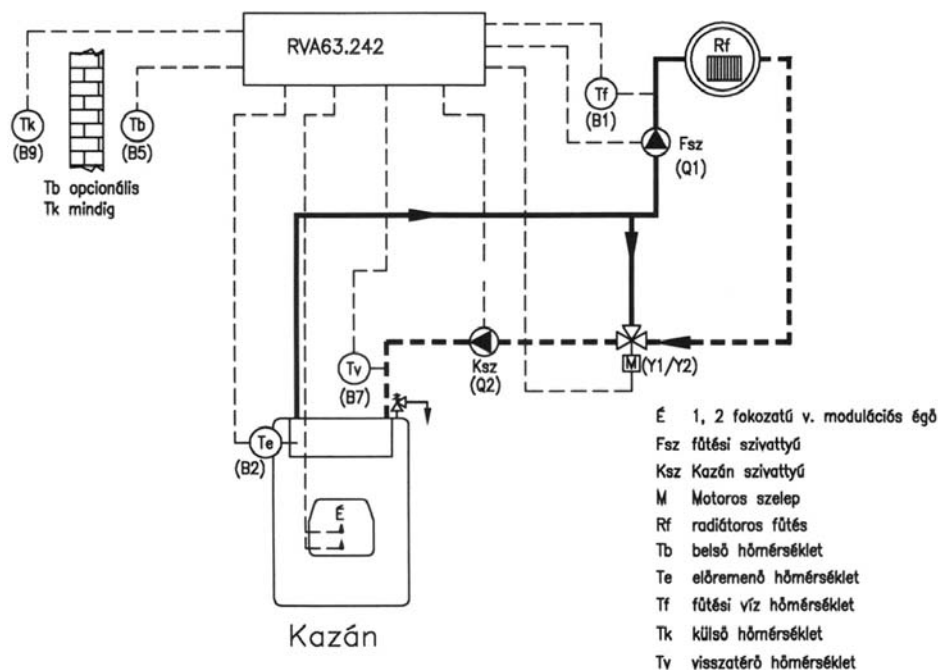 RVA63.242
Rf
Tf
(B1)
Tk
(B9)
Tb
(B5)
Fsz
(Q1)
Tb opcionális
Tk mindig
Tv
(B7)
Ksz
(Q2)
M
(Y1/Y2)
Te
(B2)
É
Kazán
É 1, 2 fokozatú v. modulációs égő
Fsz fűtési szivattyú
Ksz Kazán szivattyú
M Motoros szelep
Rf radiátoros fűtés
Tb belső hőmérséklet
Te előremenő hőmérséklet
Tf fűtési víz hőmérséklet
Tk külső hőmérséklet
Tv visszatérő hőmérséklet